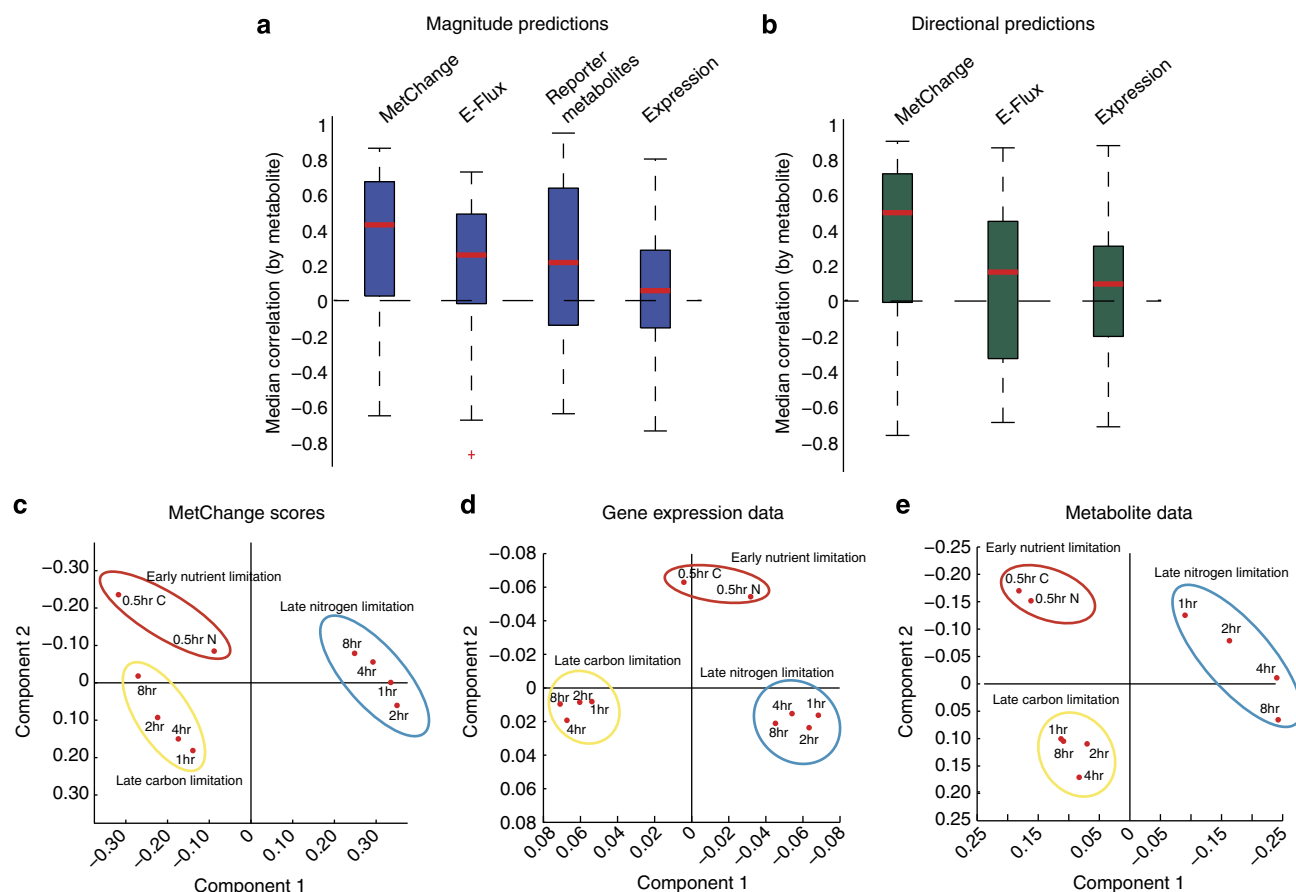 a
Magnitude predictions
MetChange
E-Flux
Reporter
metabolites
Expression
Median correlation (by metabolite)
1
0.8
0.6
0.4
0.2
0
−0.2
−0.4
−0.6
−0.8
b
Directional predictions
MetChange
E-Flux
Expression
Median correlation (by metabolite)
1
0.8
0.6
0.4
0.2
0
−0.2
−0.4
−0.6
−0.8
c
MetChange scores
Component 2
−0.30
−0.20
−0.10
0
0.10
0.20
0.30
Early nutrient limitation
0.5hr C
0.5hr N
Late nitrogen limitation
8hr
4hr
1hr
2hr
8hr
2hr
4hr
1hr
Late carbon limitation
−0.30
−0.20
−0.10
0
0.10
0.20
0.30
Component 1
d
Gene expression data
Component 2
−0.08
−0.06
−0.04
−0.02
0
0.02
0.04
0.06
0.08
Early nutrient limitation
0.5hr C
0.5hr N
Late carbon limitation
8hr
2hr
1hr
4hr
Late nitrogen limitation
4hr
1hr
8hr
2hr
0.08
0.06
0.04
0.02
0
−0.02
−0.04
−0.06
−0.08
Component 1
e
Metabolite data
Component 2
−0.25
−0.20
−0.15
−0.10
−0.05
0
0.05
0.10
0.15
0.20
0.25
Early nutrient limitation
0.5hr C
0.5hr N
Late nitrogen limitation
1hr
2hr
4hr
8hr
Late carbon limitation
1hr
8hr
2hr
4hr
0.25
0.15
0.05
0
−0.05
−0.15
−0.25
Component 1